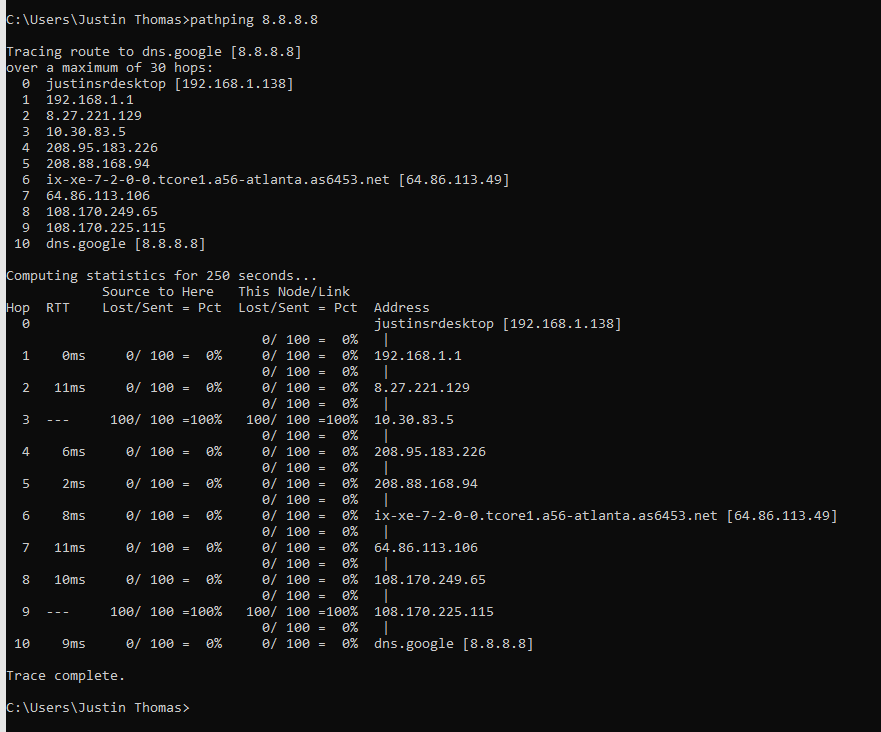 C:\Users\Justin Thomas>pathping 8.8.8.8

Tracing route to dns.google [8.8.8.8]
over a maximum of 30 hops:
  0  justinsrdesktop [192.168.1.138]
  1  192.168.1.1
  2  8.27.221.129
  3  10.30.83.5
  4  208.95.183.226
  5  208.88.168.94
  6  ix-xe-7-2-0-0.tcore1.a56-atlanta.as6453.net [64.86.113.49]
  7  64.86.113.106
  8  108.170.249.65
  9  108.170.225.115
 10  dns.google [8.8.8.8]

Computing statistics for 250 seconds...
            Source to Here   This Node/Link
Hop  RTT    Lost/Sent = Pct  Lost/Sent = Pct  Address
  0                                           justinsrdesktop [192.168.1.138]
                                0/ 100 =  0%   |
  1    0ms     0/ 100 =  0%     0/ 100 =  0%  192.168.1.1
                                0/ 100 =  0%   |
  2   11ms     0/ 100 =  0%     0/ 100 =  0%  8.27.221.129
                                0/ 100 =  0%   |
  3  ---     100/ 100 =100%   100/ 100 =100%  10.30.83.5
                                0/ 100 =  0%   |
  4    6ms     0/ 100 =  0%     0/ 100 =  0%  208.95.183.226
                                0/ 100 =  0%   |
  5    2ms     0/ 100 =  0%     0/ 100 =  0%  208.88.168.94
                                0/ 100 =  0%   |
  6    8ms     0/ 100 =  0%     0/ 100 =  0%  ix-xe-7-2-0-0.tcore1.a56-atlanta.as6453.net [64.86.113.49]
                                0/ 100 =  0%   |
  7   11ms     0/ 100 =  0%     0/ 100 =  0%  64.86.113.106
                                0/ 100 =  0%   |
  8   10ms     0/ 100 =  0%     0/ 100 =  0%  108.170.249.65
                                0/ 100 =  0%   |
  9  ---     100/ 100 =100%   100/ 100 =100%  108.170.225.115
                                0/ 100 =  0%   |
 10    9ms     0/ 100 =  0%     0/ 100 =  0%  dns.google [8.8.8.8]

Trace complete.

C:\Users\Justin Thomas>